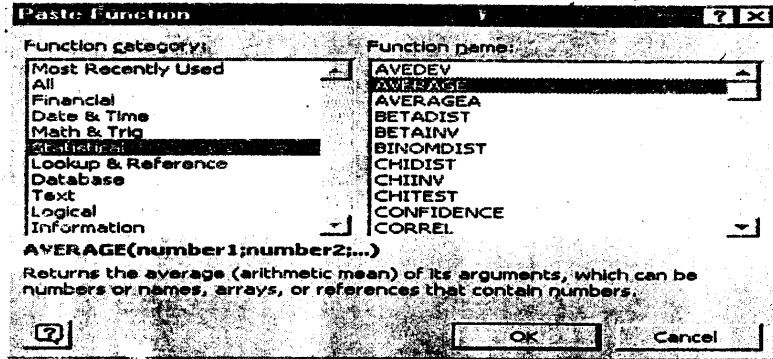 Paste Function
? ×
Function category:
Function name:
Most Recently Used
All
Financial
Date & Time
Math & Trig
Statistical
Lookup & Reference
Database
Text
Logical
Information
AVEDEV
AVERAGE
AVERAGEA
BETADIST
BETAINV
BINOMDIST
CHIDIST
CHIINV
CHITEST
CONFIDENCE
CORREL
AVERAGE(number1;number2;...)
Returns the average (arithmetic mean) of its arguments, which can be
numbers or names, arrays, or references that contain numbers.
?
OK
Cancel